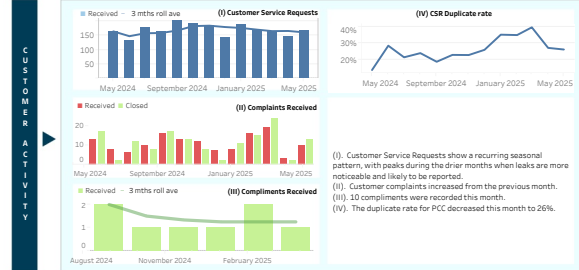 CUSTOMER ACTIVITY
Received 3 mths roll ave (I) Customer Service Requests
150
100
50
May 2024 September 2024 January 2025 May 2025
(IV) CSR Duplicate rate
40%
30%
20%
May 2024 September 2024 January 2025 May 2025
Received Closed (II) Complaints Received
20
10
0
May 2024 September 2024 January 2025 May 2025
Received 3 mths roll ave (III) Compliments Received
2
1
0
August 2024 November 2024 February 2025
(I). Customer Service Requests show a recurring seasonal
pattern, with peaks during the drier months when leaks are more
noticeable and likely to be reported.
(II). Customer complaints increased from the previous month.
(III). 10 compliments were recorded this month.
(IV). The duplicate rate for PCC decreased this month to 26%.